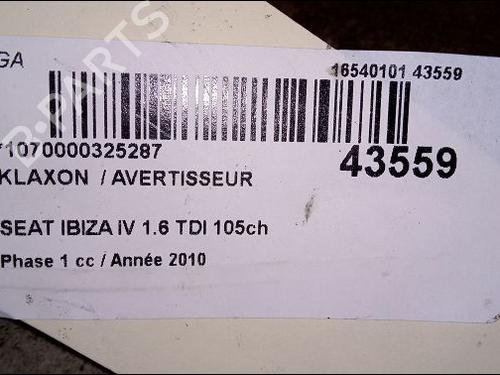 GA
16540101 43559
1070000325287
43559
KLAXON / AVERTISSEUR
SEAT IBIZA IV 1.6 TDI 105ch
Phase 1 cc / Année 2010
B-PARTS